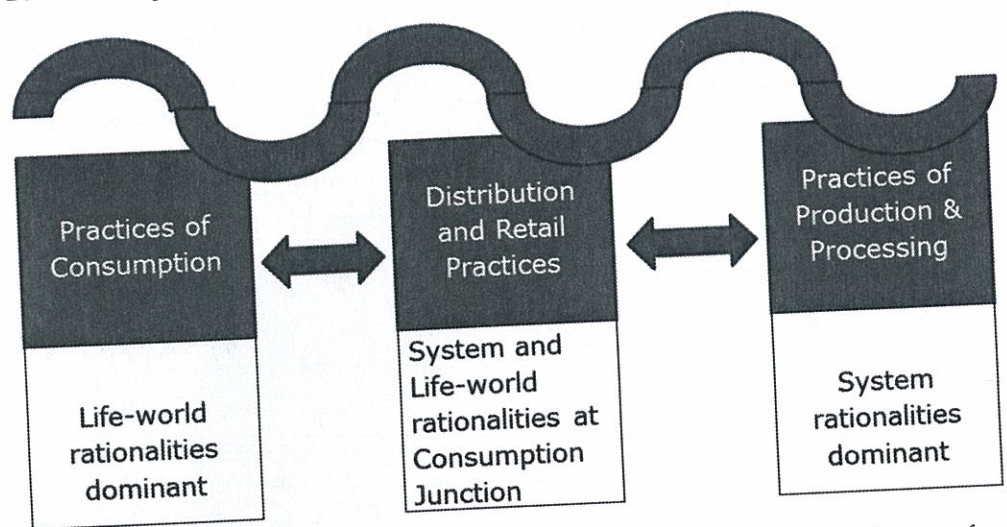 Practices of
Consumption
Distribution
and Retail
Practices
Practices of
Production &
Processing
Life-world
rationalities
dominant
System and
Life-world
rationalities at
Consumption
Junction
System
rationalities
dominant